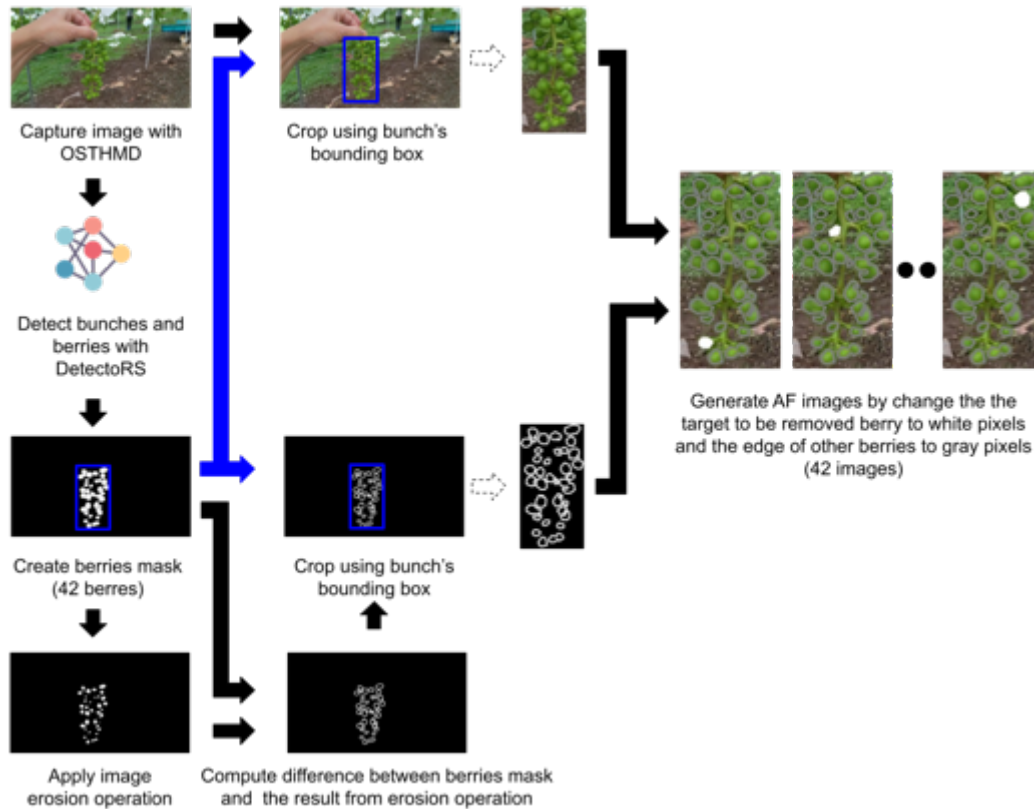 Capture image with
OSTHMD
Crop using bunch's
bounding box
Detect bunches and
berries with
DetectoRS
Generate AF images by change the the
target to be removed berry to white pixels
and the edge of other berries to gray pixels
(42 images)
Create berries mask
(42 berres)
Crop using bunch's
bounding box
Apply image
erosion operation
Compute difference between berries mask
and the result from erosion operation